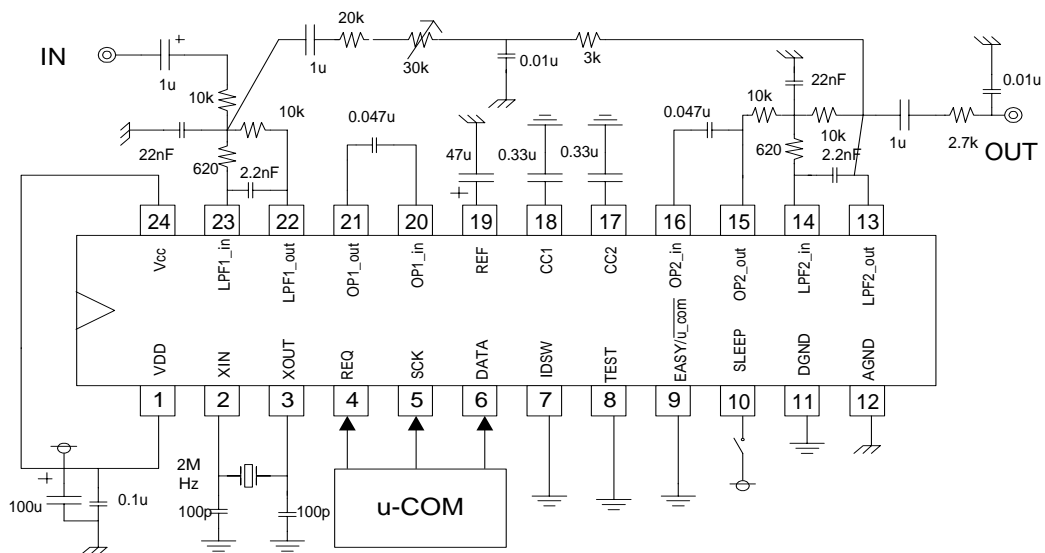 20k
IN
+
1u
1u
30k
0.01u
3k
22nF
0.01u
10k
10k
0.047u
10k
0.047u
10k
22nF
620
2.2nF
47u
0.33u
0.33u
620
2.2nF
1u
2.7k
OUT
+
24 23 22 21 20 19 18 17 16 15 14 13
Vcc LPF1_in LPF1_out OP1_out OP1_in REF CC1 CC2 OP2_in OP2_out LPF2_in LPF2_out
VDD XIN XOUT REQ SCK DATA IDSW TEST EASY/u_com SLEEP DGND AGND
1 2 3 4 5 6 7 8 9 10 11 12
+
100u
0.1u
2M
Hz
100p
100p
u-COM